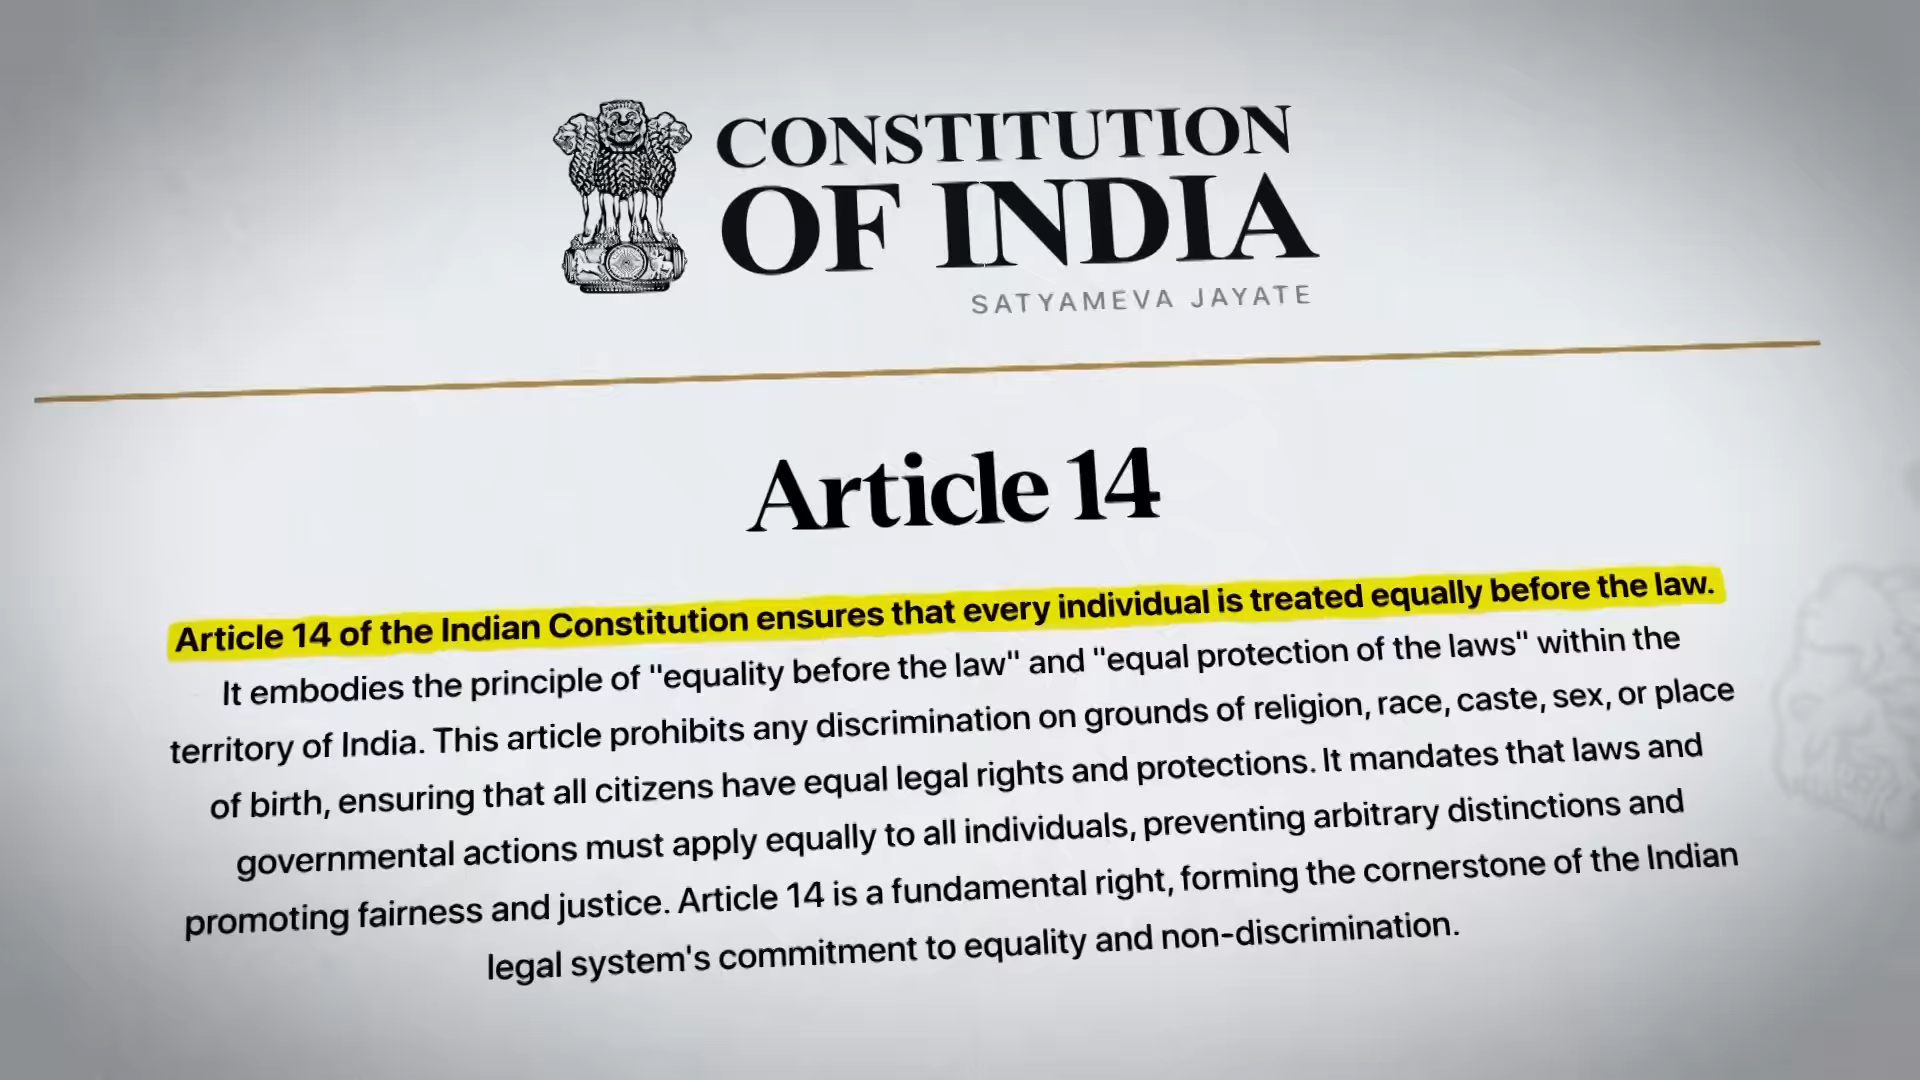 CONSTITUTION
OF INDIA
SATYAMEVA JAYATE
Article 14
Article 14 of the Indian Constitution ensures that every individual is treated equally before the law.
It embodies the principle of "equality before the law" and "equal protection of the laws" within the
territory of India. This article prohibits any discrimination on grounds of religion, race, caste, sex, or place
of birth, ensuring that all citizens have equal legal rights and protections. It mandates that laws and
governmental actions must apply equally to all individuals, preventing arbitrary distinctions and
promoting fairness and justice. Article 14 is a fundamental right, forming the cornerstone of the Indian
legal system's commitment to equality and non-discrimination.